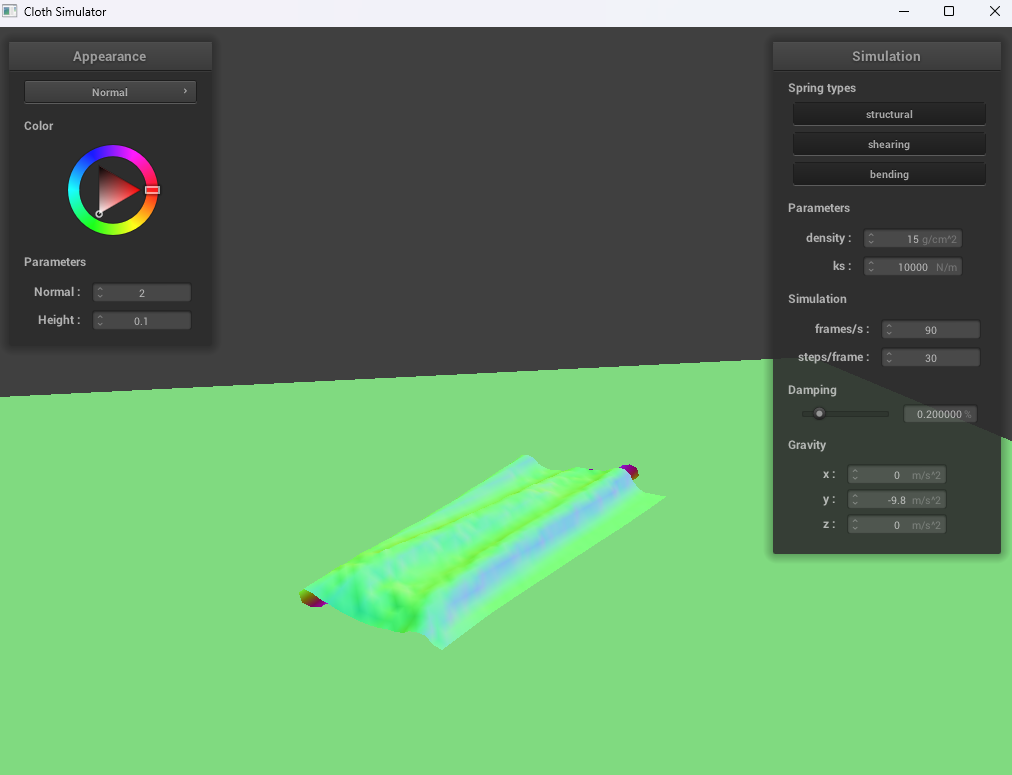 Cloth Simulator
Appearance
Normal
Color
Parameters
Normal : 2
Height : 0.1
Simulation
Spring types
structural
shearing
bending
Parameters
density : 15 g/cm^2
ks : 10000 N/m
Simulation
frames/s : 90
steps/frame : 30
Damping
0.200000 %
Gravity
x : 0 m/s^2
y : -9.8 m/s^2
z : 0 m/s^2